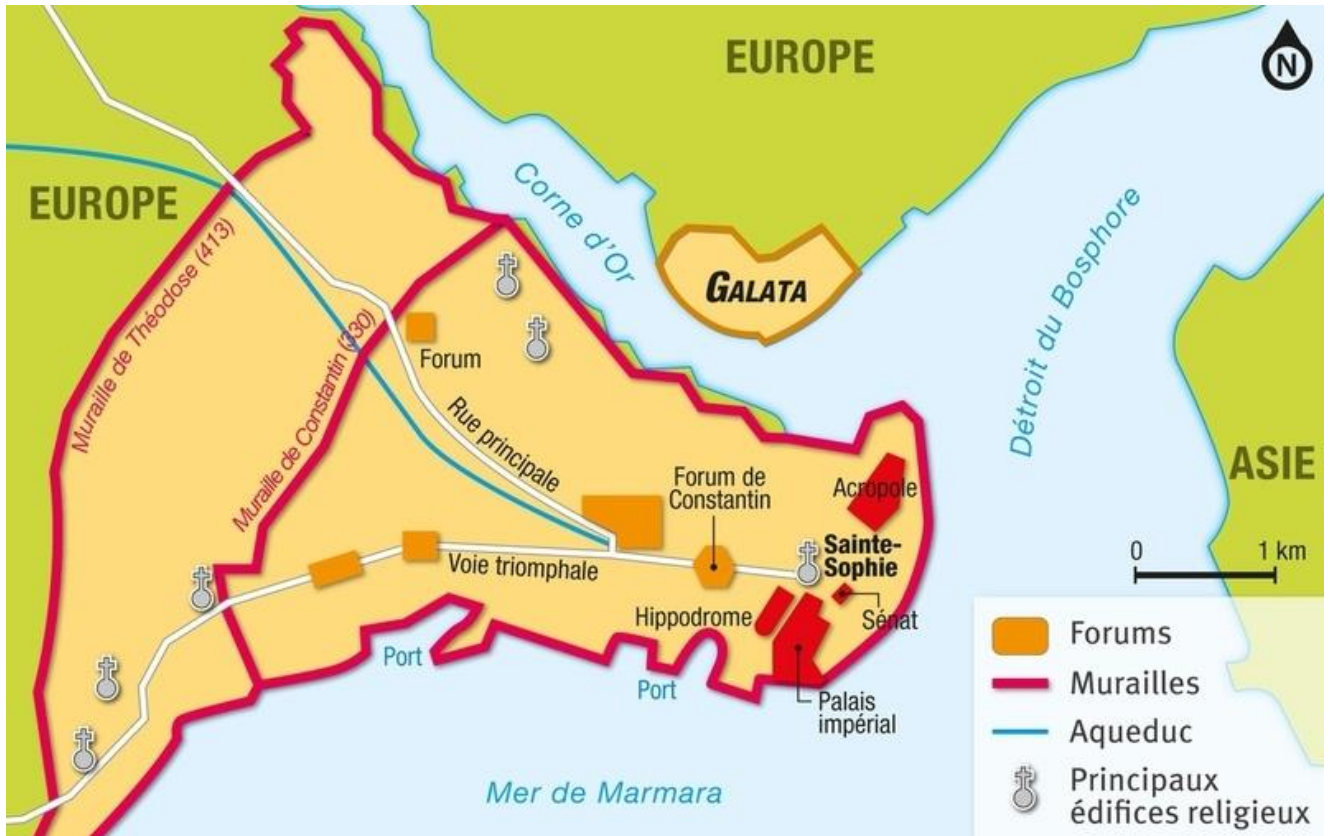 EUROPE
N
EUROPE
Corne d'Or
GALATA
Détroit du Bosphore
Muraille de Théodose (413)
Muraille de Constantin (330)
Forum
Rue principale
ASIE
Forum de
Constantin
Acropole
0 1 km
Sainte-
Sophie
Voie triomphale
Hippodrome
Sénat
Port
Port
Palais
impérial
Mer de Marmara
Forums
Murailles
Aqueduc
Principaux
édifices religieux